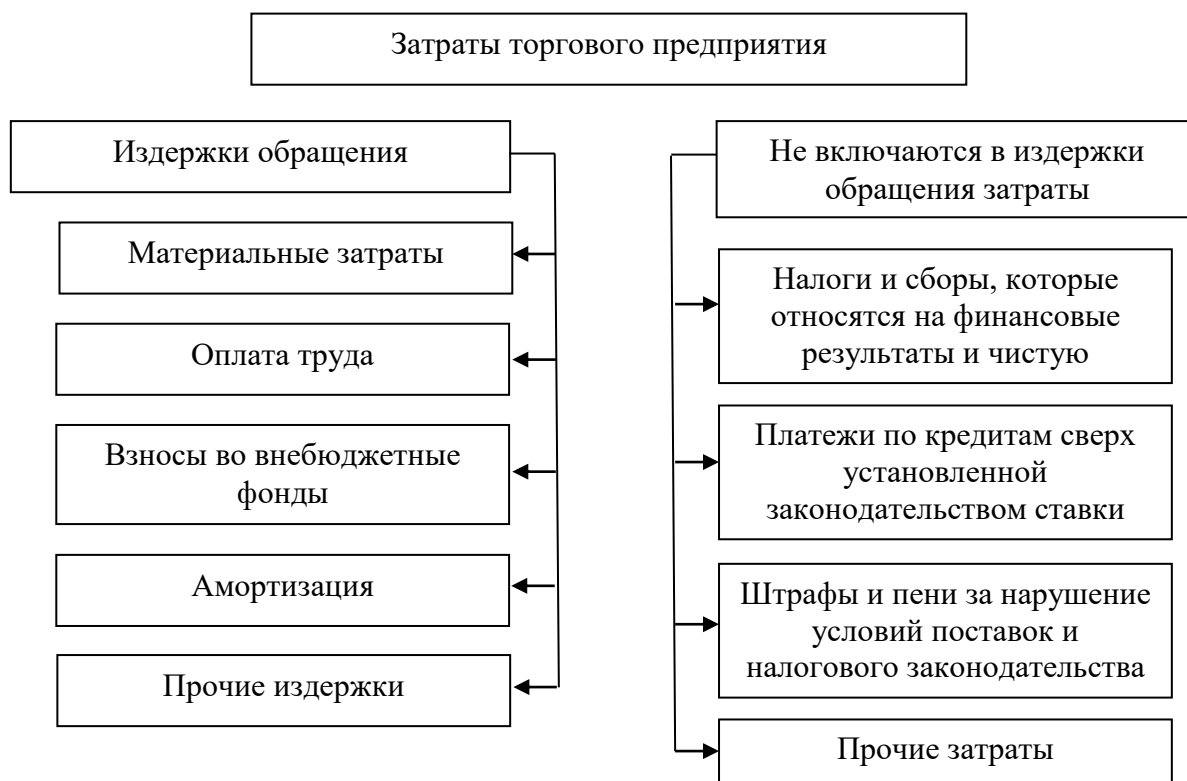 Затраты торгового предприятия
Издержки обращения
Материальные затраты
Оплата труда
Взносы во внебюджетные
фонды
Амортизация
Прочие издержки
Не включаются в издержки
обращения затраты
Налоги и сборы, которые
относятся на финансовые
результаты и чистую
Платежи по кредитам сверх
установленной
законодательством ставки
Штрафы и пени за нарушение
условий поставок и
налогового законодательства
Прочие затраты